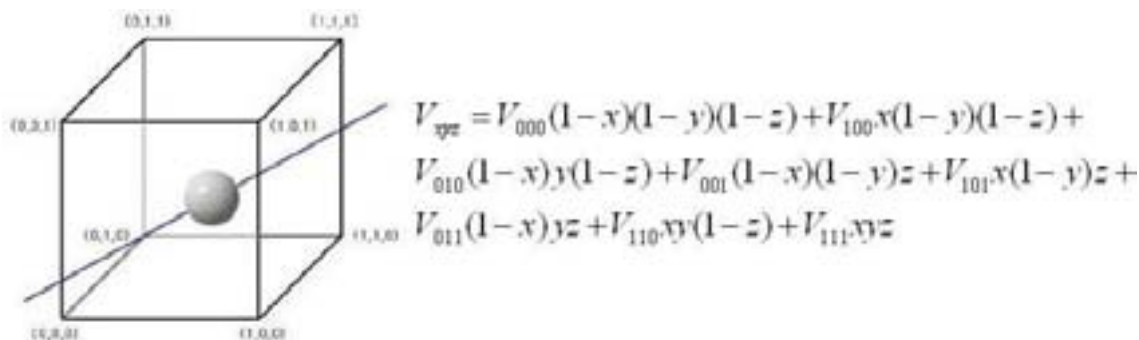 (0,1,1) (1,1,1)
(0,0,1) (1,0,1)
(0,1,0) (1,1,0)
(0,0,0) (1,0,0)
V_xyz = V_000 (1 − x)(1 − y)(1 − z) + V_100 x(1 − y)(1 − z) +
V_010 (1 − x) y(1 − z) + V_001 (1 − x)(1 − y)z + V_101 x(1 − y)z +
V_011 (1 − x) yz + V_110 xy(1 − z) + V_111 xyz